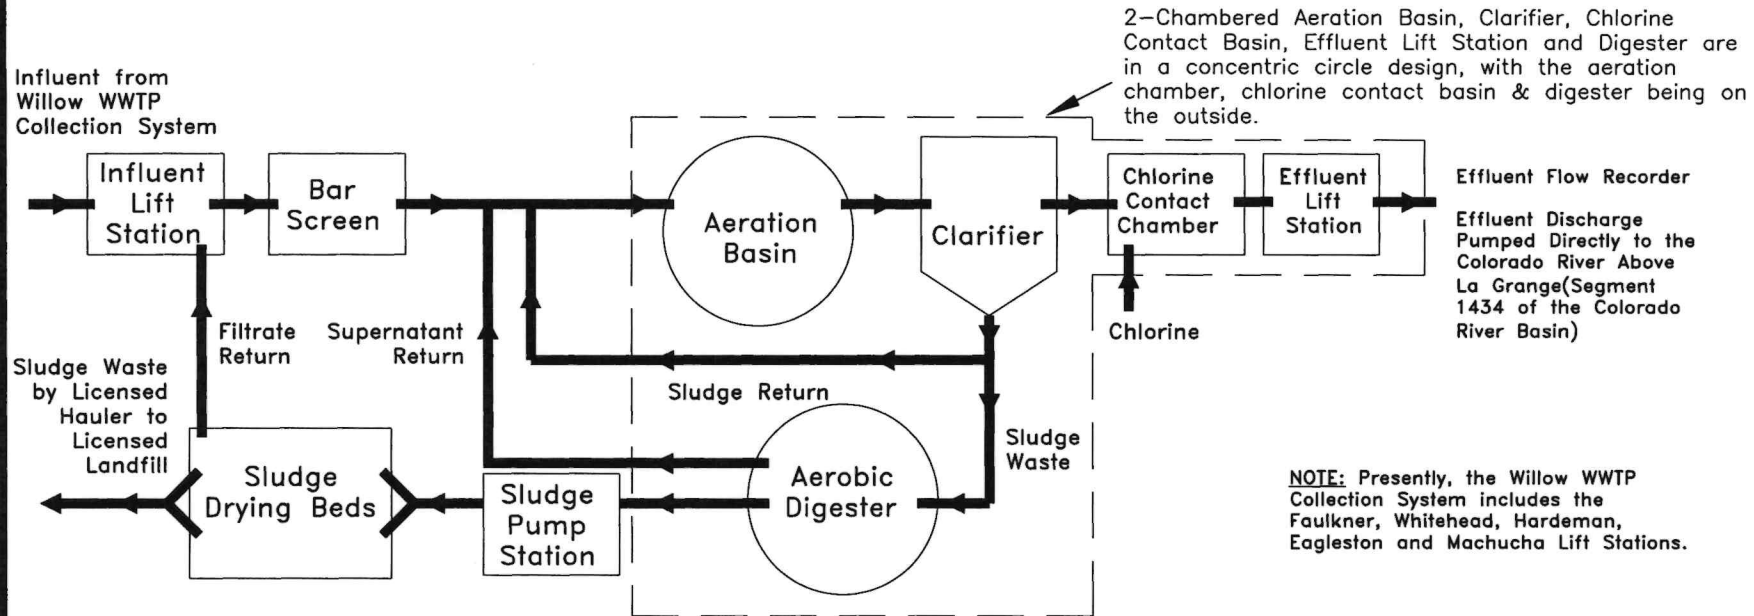 2-Chambered Aeration Basin, Clarifier, Chlorine
Contact Basin, Effluent Lift Station and Digester are
in a concentric circle design, with the aeration
chamber, chlorine contact basin & digester being on
the outside.
Influent from
Willow WWTP
Collection System
Influent
Lift
Station
Bar
Screen
Aeration
Basin
Clarifier
Chlorine
Contact
Chamber
Effluent
Lift
Station
Effluent Flow Recorder
Effluent Discharge
Pumped Directly to the
Colorado River Above
La Grange(Segment
1434 of the Colorado
River Basin)
Chlorine
Filtrate
Return
Supernatant
Return
Sludge Return
Sludge Waste
by Licensed
Hauler to
Licensed
Landfill
Sludge
Drying Beds
Sludge
Pump
Station
Aerobic
Digester
Sludge
Waste
NOTE: Presently, the Willow WWTP
Collection System includes the
Faulkner, Whitehead, Hardeman,
Eagleston and Machucha Lift Stations.